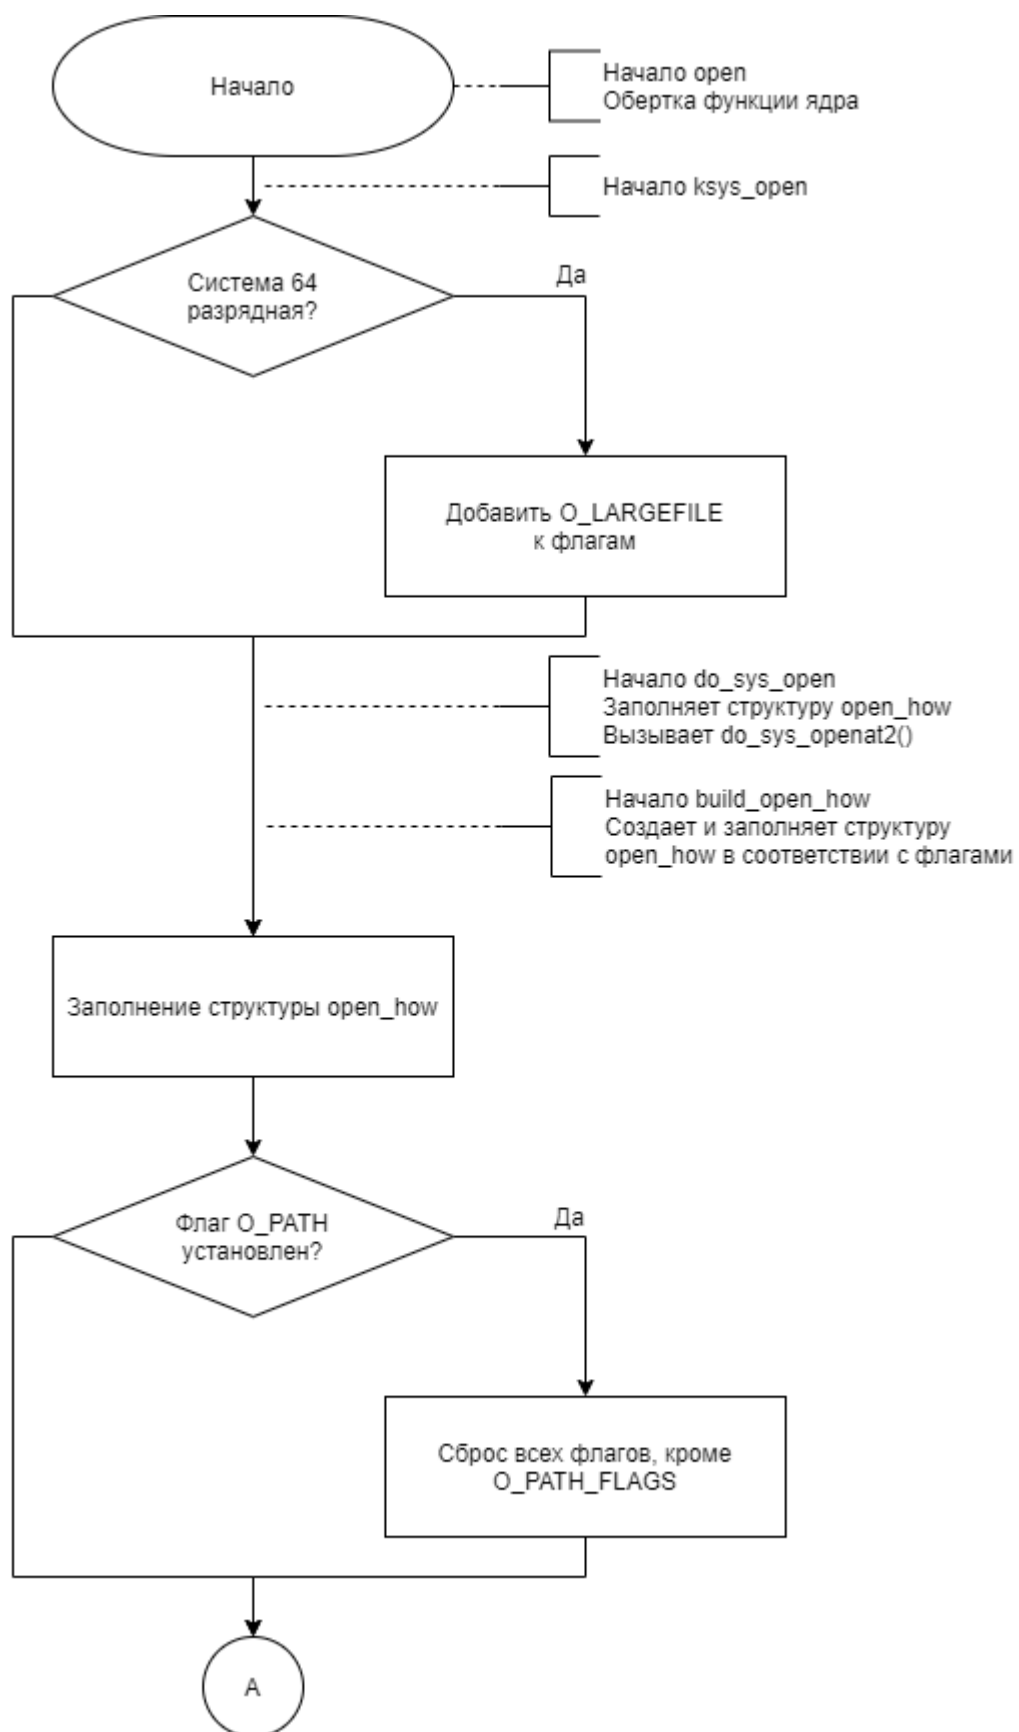 Начало
Начало open
Обертка функции ядра
Начало ksys_open
Система 64
разрядная?
Да
Добавить O_LARGEFILE
к флагам
Начало do_sys_open
Заполняет структуру open_how
Вызывает do_sys_openat2()
Начало build_open_how
Создает и заполняет структуру
open_how в соответствии с флагами
Заполнение структуры open_how
Флаг O_PATH
установлен?
Да
Сброс всех флагов, кроме
O_PATH_FLAGS
A